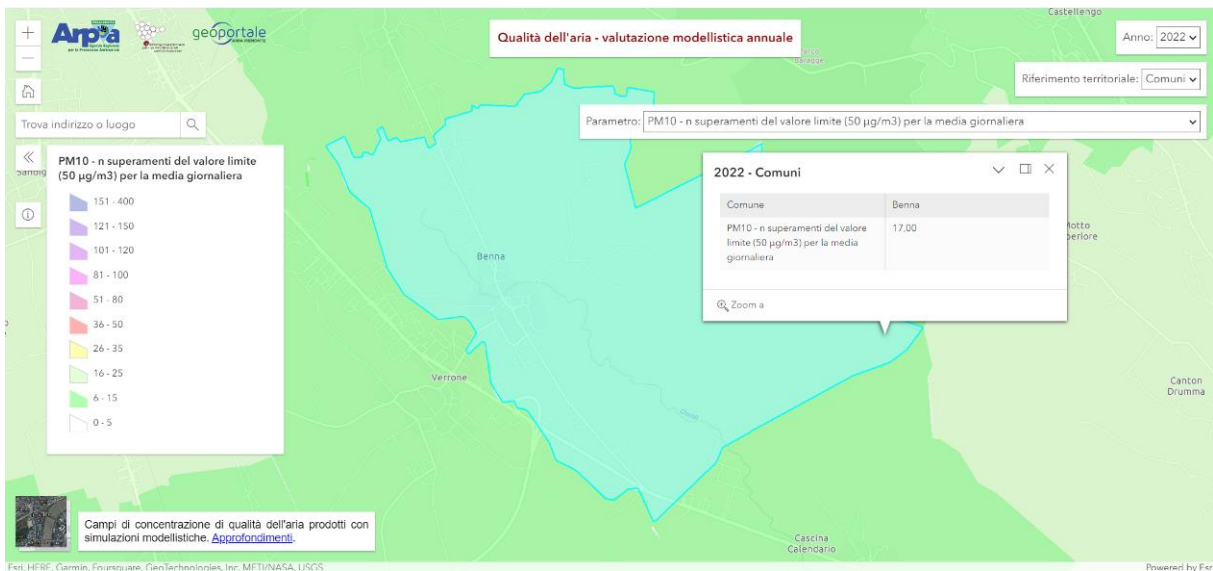 Castellengo
Arpa
geoportale
Qualità dell'aria - valutazione modellistica annuale
Anno: 2022
Baragge
Riferimento territoriale: Comuni
Trova indirizzo o luogo
Parametro: PM10 - n superamenti del valore limite (50 µg/m3) per la media giornaliera
PM10 - n superamenti del valore limite
(50 µg/m3) per la media giornaliera
151 - 400
121 - 150
101 - 120
81 - 100
51 - 80
36 - 50
26 - 35
16 - 25
6 - 15
0 - 5
2022 - Comuni
Comune Benna
PM10 - n superamenti del valore 17,00
limite (50 µg/m3) per la media
giornaliera
Zoom a
Motto
Benna
Verrone
Canton
Drumma
Cascina
Calendario
Campi di concentrazione di qualità dell'aria prodotti con
simulazioni modellistiche. Approfondimenti.
Esri, HERE, Garmin, Foursquare, GeoTechnologies, Inc, METI/NASA, USGS
Powered by Esri